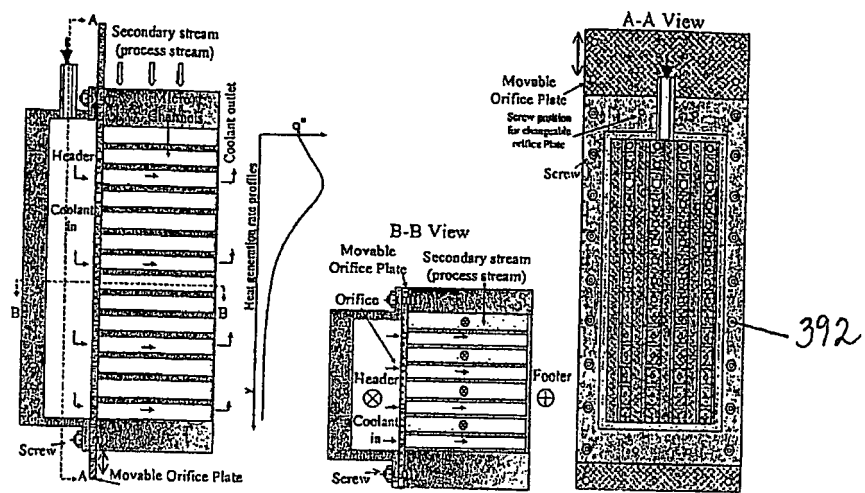 A
Secondary stream
(process stream)
Micro
Channels
Coolant outlet
Header
Coolant
in
B
B
Screw
A
Movable Orifice Plate
q"
Heat generation rate profiles
Y
B-B View
Movable
Orifice Plate
Secondary stream
(process stream)
Orifice
Header
Coolant
in
Footer
Screw
A-A View
Movable
Orifice Plate
Screw position
for changeable
orifice Plate
Screw
392